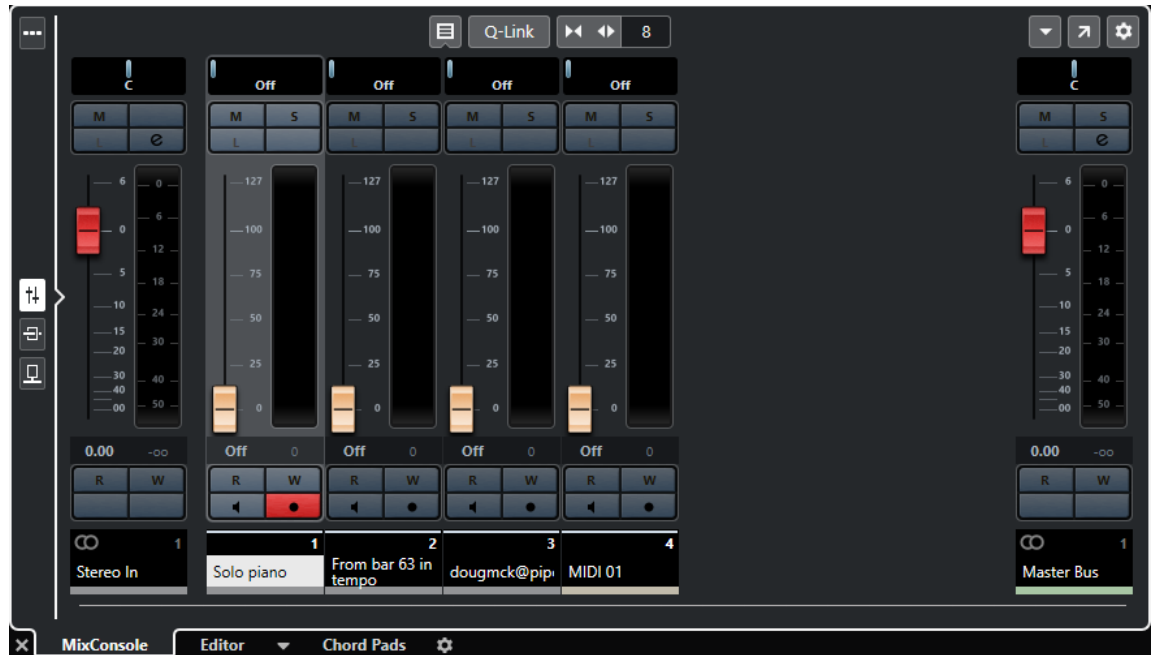 Q-Link 8
C Off Off Off Off C
M M S M S M S M S M S
L e L L L L L e
6 0 127 127 127 127 6 0
0 6 100 100 100 100 0 6
12 12
5 18 75 75 75 75 5 18
10 24 50 50 50 50 10 24
15 30 15 30
20 20
30 40 25 25 25 25 30 40
40 40
00 50 0 0 0 0 00 50
0.00 -oo Off 0 Off 0 Off 0 Off 0 0.00 -oo
R W R W R W R W R W R W
1 1 2 3 4 1
Stereo In Solo piano From bar 63 in dougmck@pip MIDI 01 Master Bus
tempo
MixConsole Editor Chord Pads